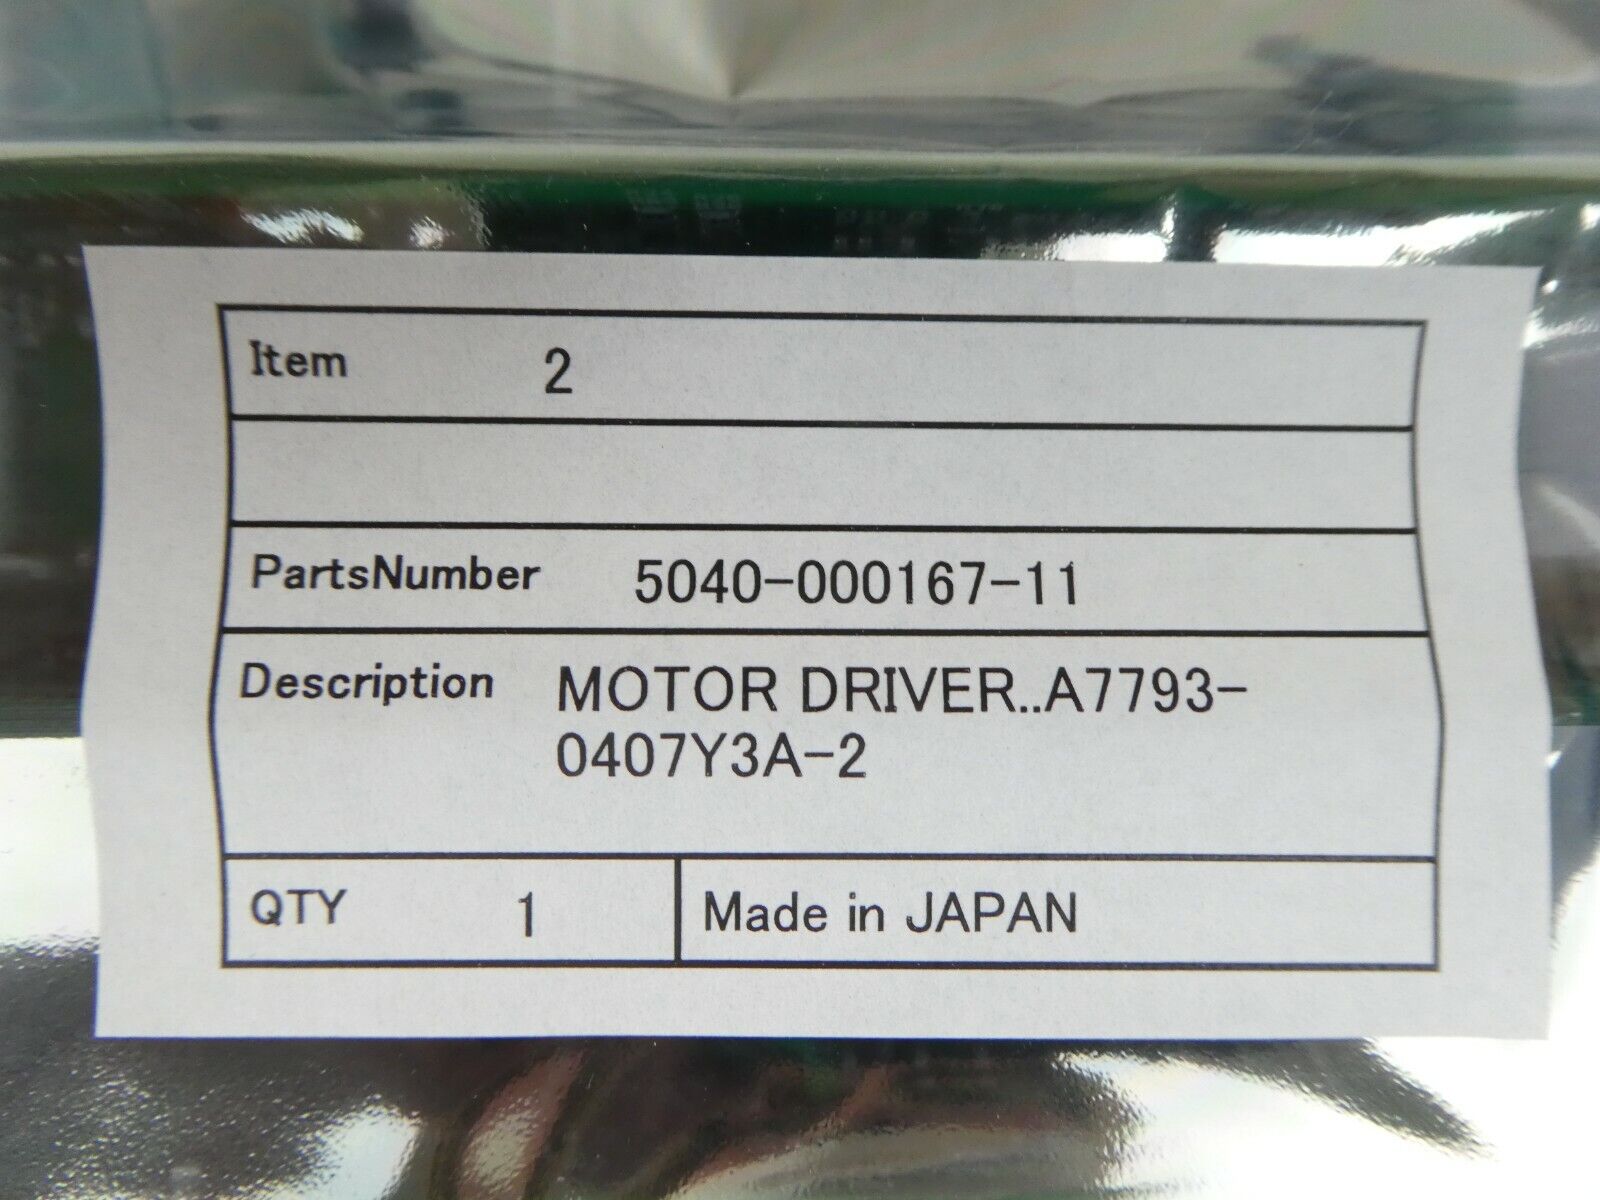 Item 2
PartsNumber 5040-000167-11
Description MOTOR DRIVER..A7793-
0407Y3A-2
QTY 1 Made in JAPAN